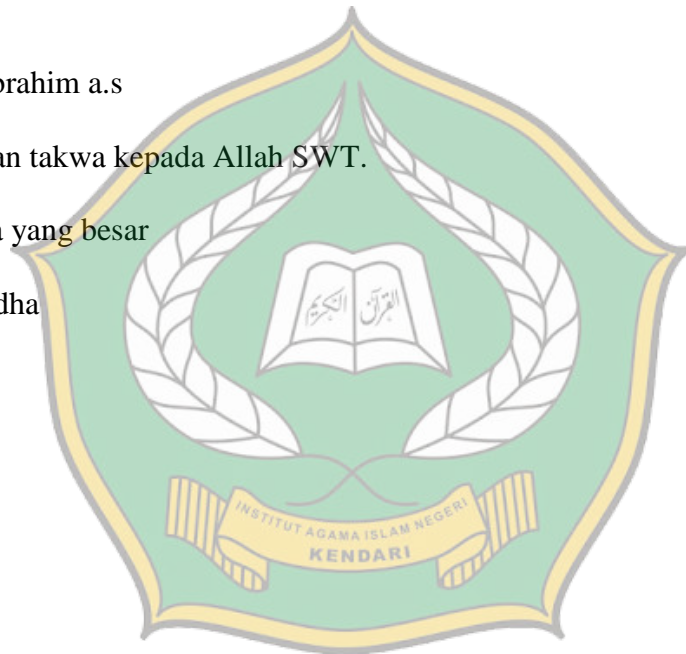 brahim a.s
an takwa kepada Allah SWT.
yang besar
dha
القرآن الكريم
INSTITUT AGAMA ISLAM NEGERI
KENDARI